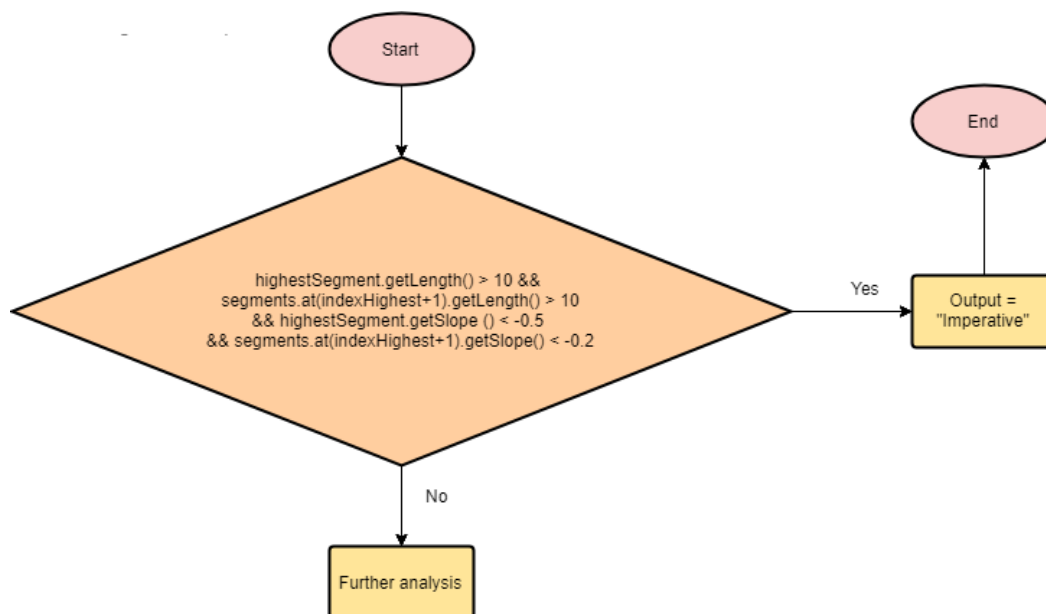 Start
End
highestSegment.getLength() > 10 &&
segments.at(indexHighest+1).getLength() > 10
&& highestSegment.getSlope () < -0.5
&& segments.at(indexHighest+1).getSlope() < -0.2
Yes
Output =
"Imperative"
No
Further analysis